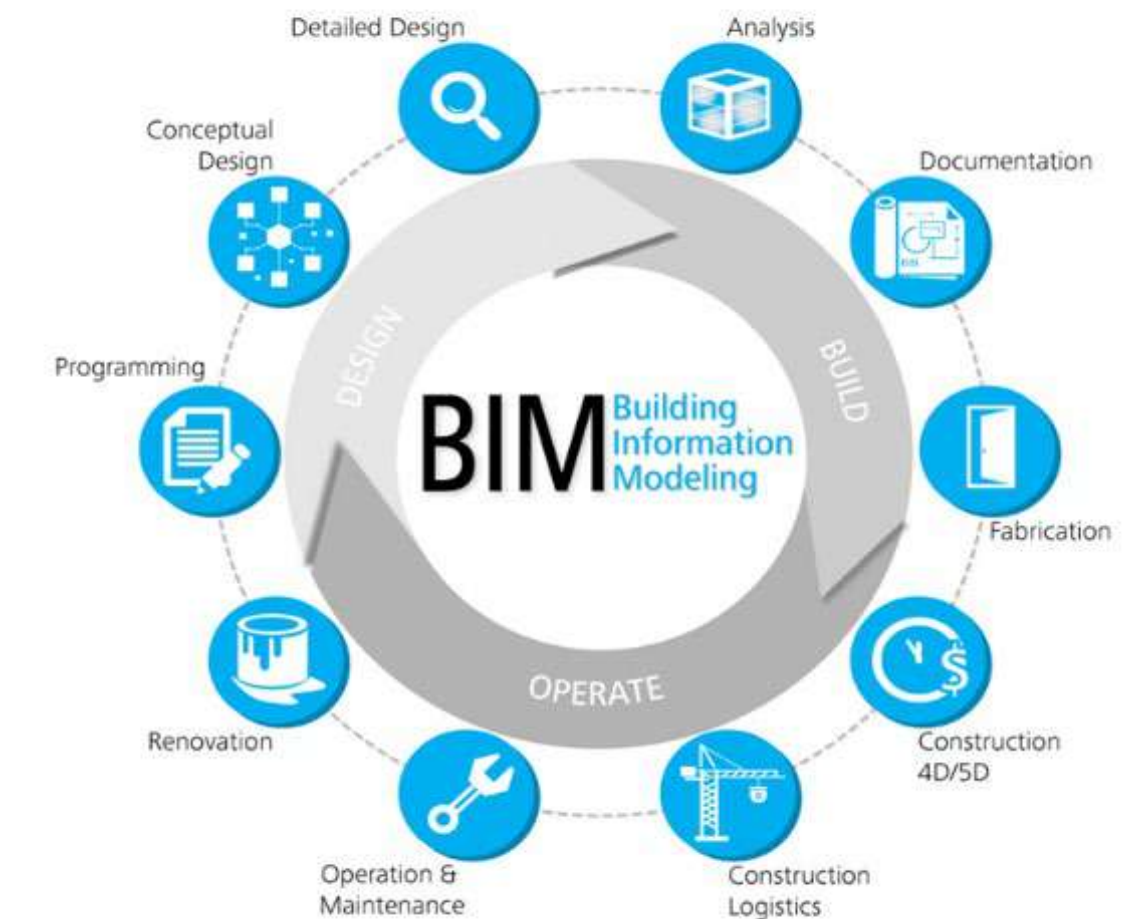 Detailed Design
Analysis
Conceptual
Design
Documentation
Programming
DESIGN
BUILD
BIM
Building
Information
Modeling
Fabrication
Renovation
OPERATE
Construction
4D/5D
Operation &
Maintenance
Construction
Logistics